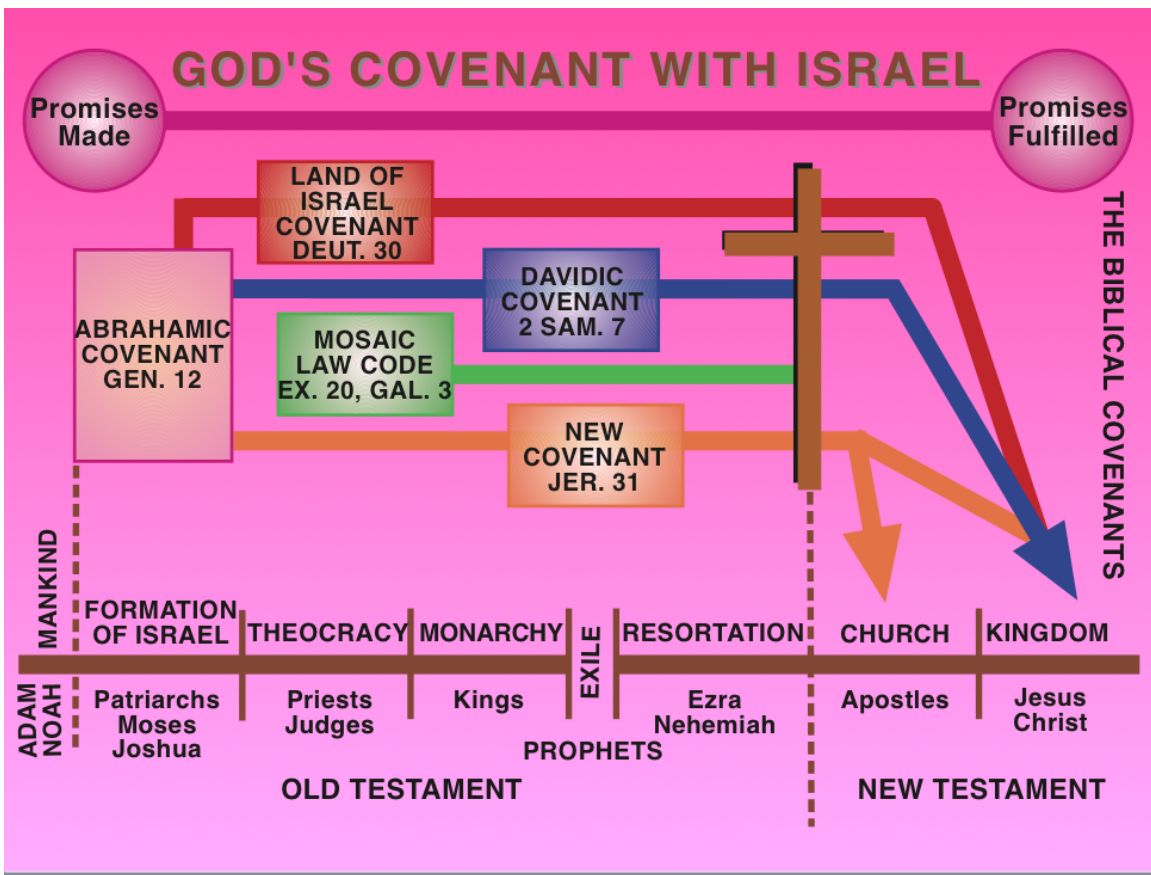 GOD'S COVENANT WITH ISRAEL
Promises
Made
Promises
Fulfilled
LAND OF
ISRAEL
COVENANT
DEUT. 30
ABRAHAMIC
COVENANT
GEN. 12
DAVIDIC
COVENANT
2 SAM. 7
MOSAIC
LAW CODE
EX. 20, GAL. 3
NEW
COVENANT
JER. 31
THE BIBLICAL COVENANTS
MANKIND
FORMATION
OF ISRAEL
THEOCRACY
MONARCHY
EXILE
RESORTATION
CHURCH
KINGDOM
ADAM
NOAH
Patriarchs
Moses
Joshua
Priests
Judges
Kings
Ezra
Nehemiah
Apostles
Jesus
Christ
PROPHETS
OLD TESTAMENT
NEW TESTAMENT